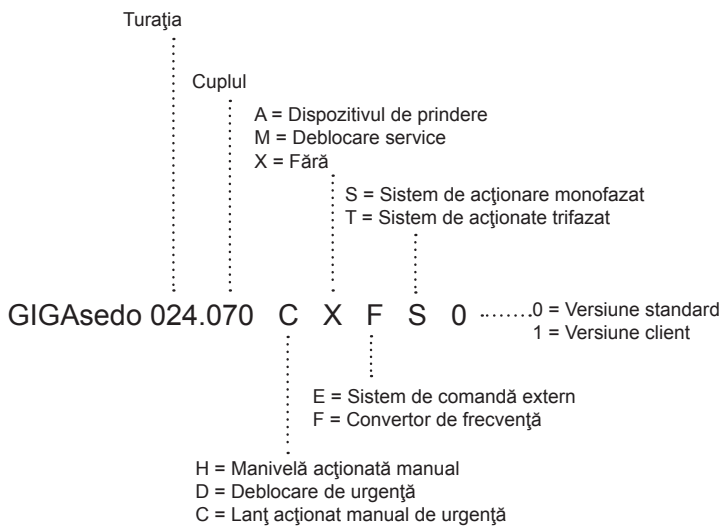 Turaţia
Cuplul
A = Dispozitivul de prindere
M = Deblocare service
X = Fără
S = Sistem de acţionare monofazat
T = Sistem de acţionate trifazat
GIGAsedo 024.070 C X F S 0
0 = Versiune standard
1 = Versiune client
E = Sistem de comandă extern
F = Convertor de frecvenţă
H = Manivelă acţionată manual
D = Deblocare de urgenţă
C = Lanţ acţionat manual de urgenţă